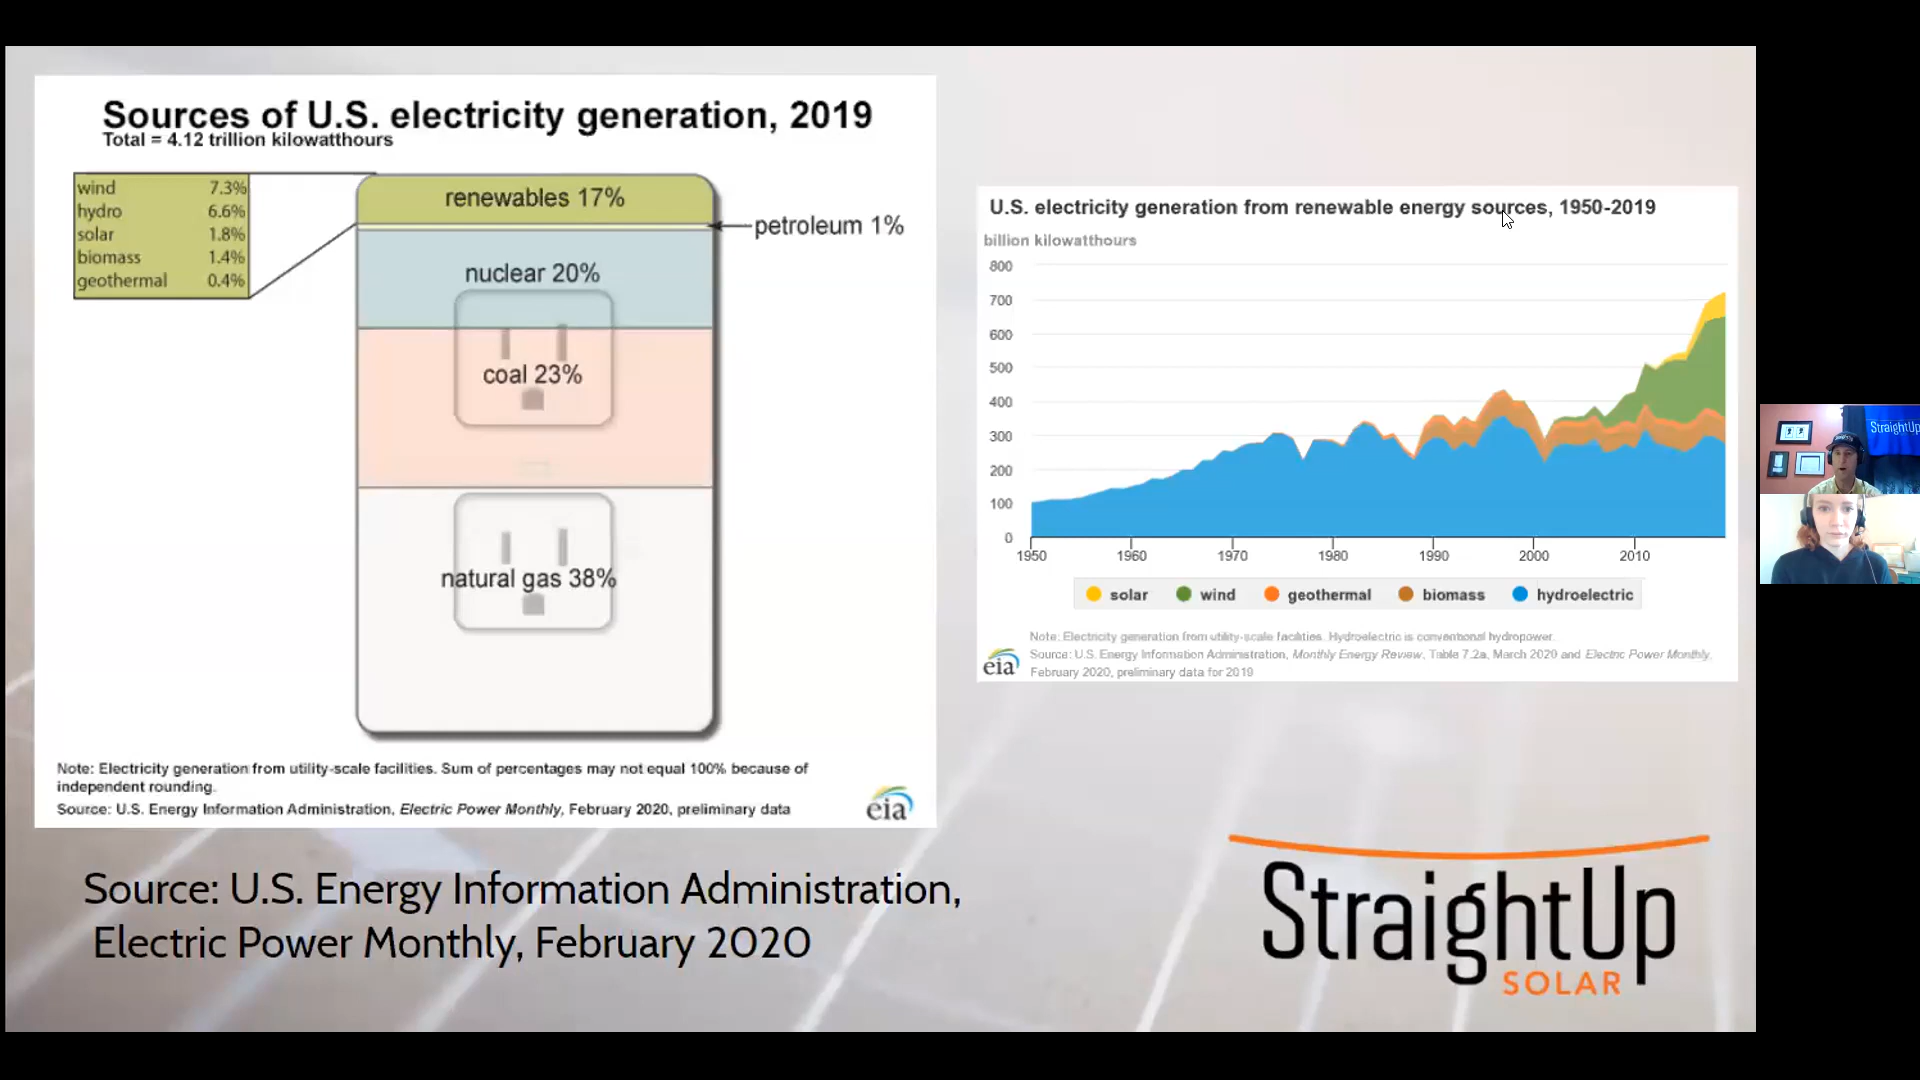 Sources of U.S. electricity generation, 2019
Total = 4.12 trillion kilowatthours
wind 7.3%
hydro 6.6%
solar 1.8%
biomass 1.4%
geothermal 0.4%
renewables 17%
petroleum 1%
nuclear 20%
coal 23%
natural gas 38%
Note: Electricity generation from utility-scale facilities. Sum of percentages may not equal 100% because of
independent rounding.
Source: U.S. Energy Information Administration, Electric Power Monthly, February 2020, preliminary data
eia
U.S. electricity generation from renewable energy sources, 1950-2019
billion kilowatthours
800
700
600
500
400
300
200
100
0
1950 1960 1970 1980 1990 2000 2010
solar wind geothermal biomass hydroelectric
Note: Electricity generation from utility-scale facilities. Hydroelectric is conventional hydropower.
Source: U.S. Energy Information Administration, Monthly Energy Review, Table 7.2a, March 2020 and Electric Power Monthly,
February 2020, preliminary data for 2019
eia
Source: U.S. Energy Information Administration,
Electric Power Monthly, February 2020
StraightUp
SOLAR
StraightUp